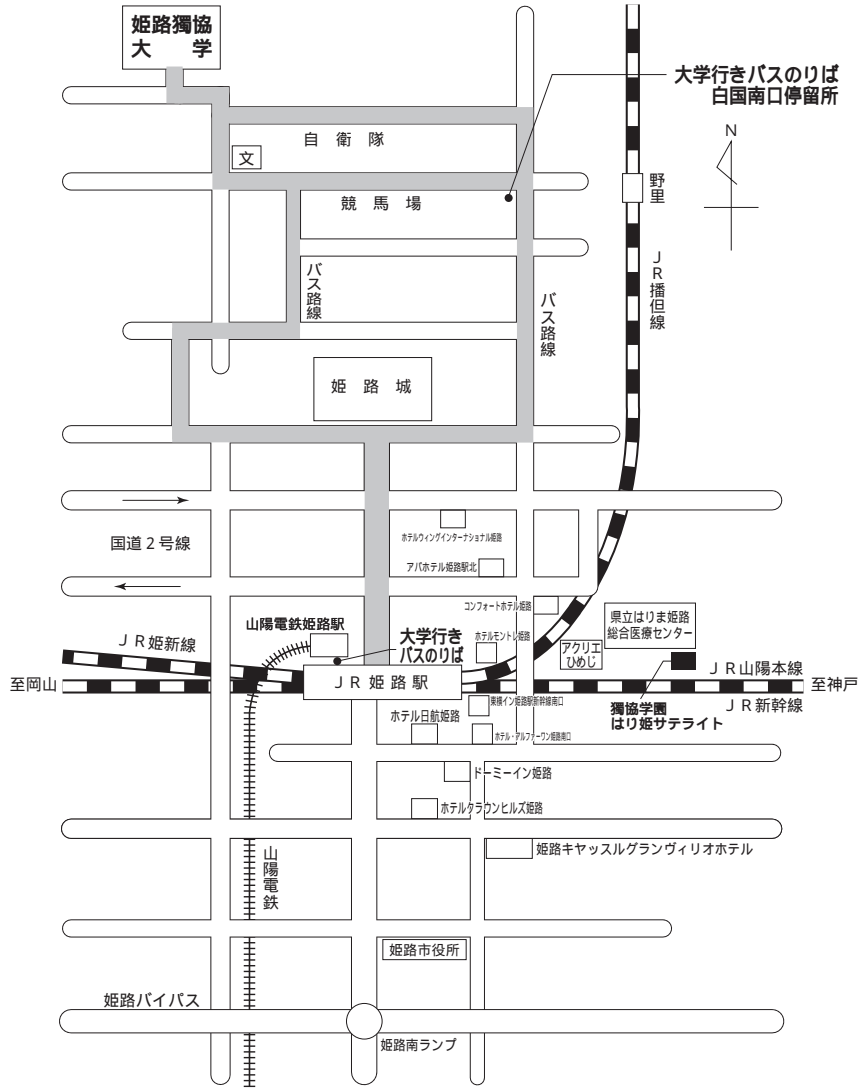 姫路獨協
大　学
大学行きバスのりば
白国南口停留所
自衛隊
文
N
野里
競馬場
JR播但線
バス路線
バス路線
姫路城
国道2号線
ホテルウィングインターナショナル姫路
アパホテル姫路駅北
コンフォートホテル姫路
県立はりま姫路
総合医療センター
山陽電鉄姫路駅
大学行き
バスのりば
ホテルモントレ姫路
アクリエ
ひめじ
JR姫新線
JR山陽本線
至岡山
JR姫路駅
至神戸
東横イン姫路駅新幹線南口
JR新幹線
獨協学園
はり姫サテライト
ホテル日航姫路
ホテル・アルファーワン姫路南口
ドーミーイン姫路
ホテルクラウンヒルズ姫路
姫路キヤッスルグランヴィリオホテル
山陽電鉄
姫路市役所
姫路バイパス
姫路南ランプ